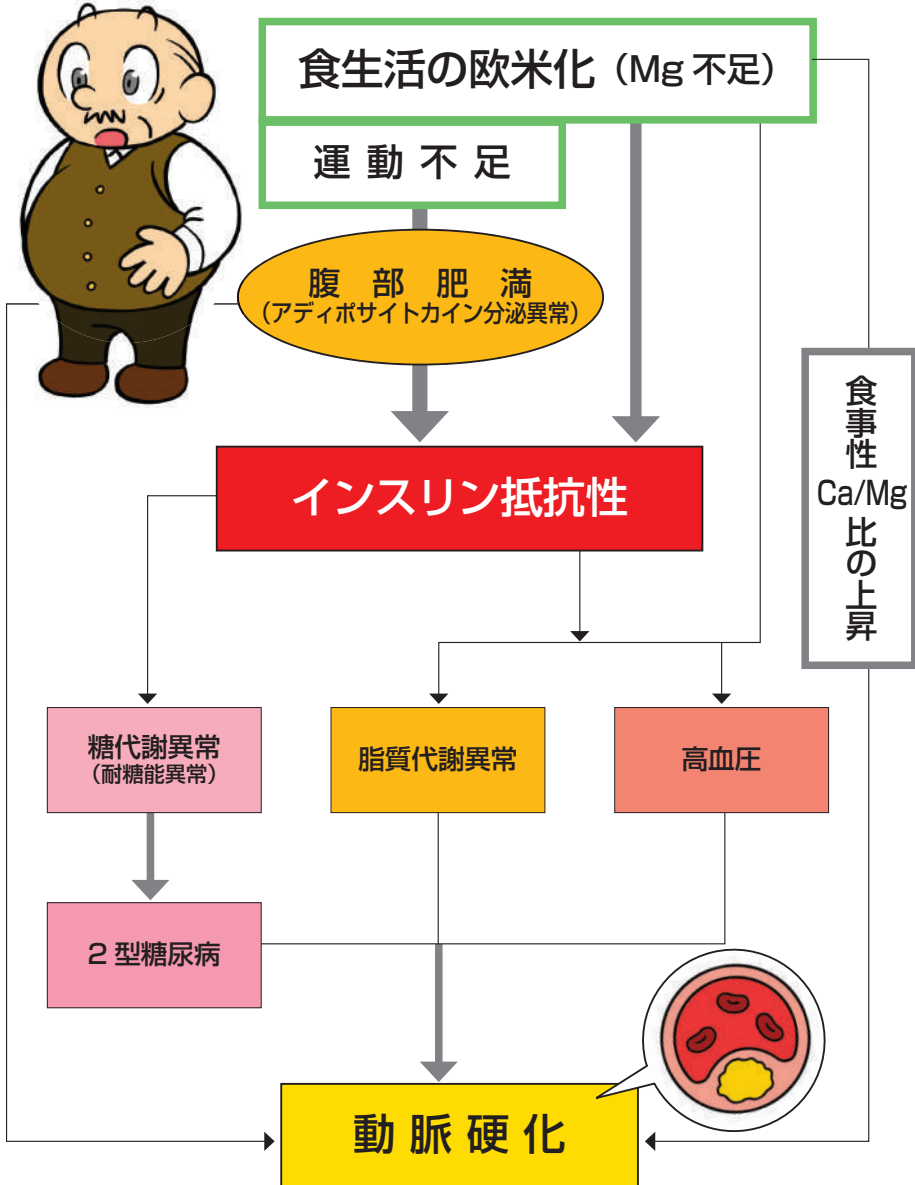 食生活の欧米化（Mg 不足）
運動不足
腹部肥満
（アディポサイトカイン分泌異常）
食事性
Ca/Mg
比の上昇
インスリン抵抗性
糖代謝異常
（耐糖能異常）
脂質代謝異常
高血圧
2 型糖尿病
動脈硬化